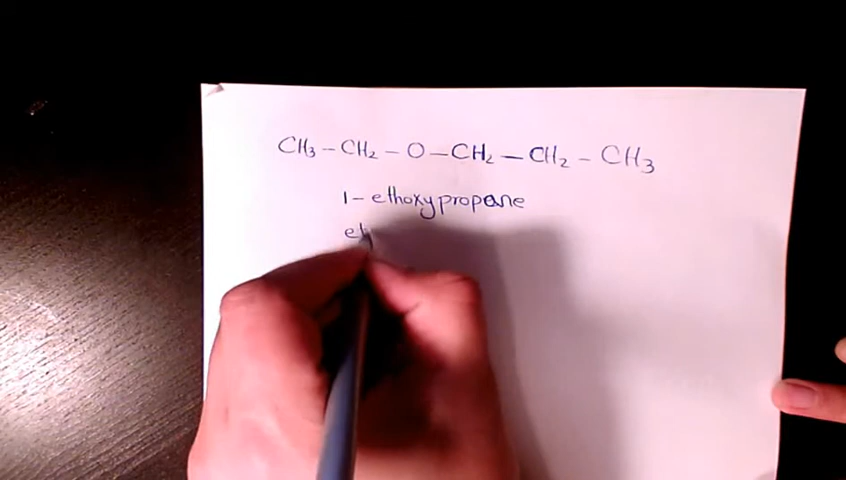 CH₃ – CH₂ – O – CH₂ – CH₂ – CH₃
1 – ethoxypropane